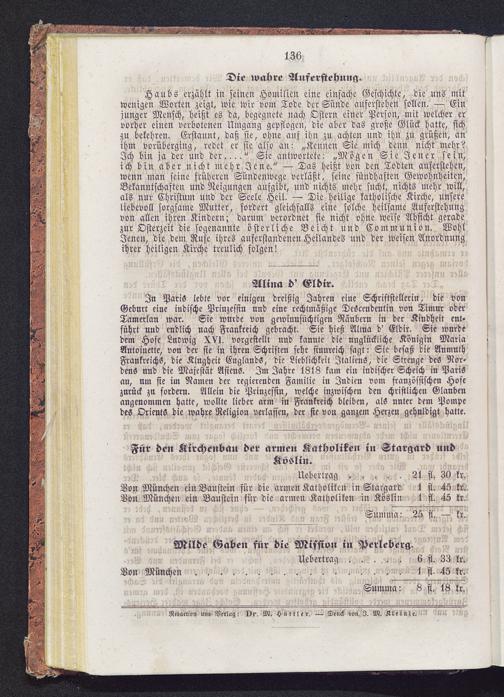 136
Die wahre Auferstehung.
Haubs erzählt in seinen Homilien eine einfache Geschichte, die uns mit
wenigen Worten zeigt, wie wir vom Tode der Sünde auferstehen sollen. — Ein
junger Mensch, heißt es da, begegnete nach Ostern einer Person, mit welcher er
vorher einen verbotenen Umgang gepflogen, die aber das große Glück hatte, sich
zu bekehren. Erstaunt, daß sie, ohne auf ihn zu achten und ihn zu grüßen, an
ihm vorüberging, redet er sie also an: „Kennen Sie mich denn nicht mehr?
Ich bin ja der und der....“ Sie antwortete: „Mögen Sie Jener sein,
ich bin aber nicht mehr Jene.“ — Das heißt von den Todten auferstehen,
wenn man seine früheren Sündenwege verläßt, seine sündhaften Gewohnheiten,
Bekanntschaften und Neigungen aufgibt, und nichts mehr sucht, nichts mehr will,
als nur Christum und der Seele Heil. — Die heilige katholische Kirche, unsere
liebevoll sorgsame Mutter, fordert gleichfalls eine solche heilsame Auferstehung
von allen ihren Kindern; darum verordnet sie nicht ohne weise Absicht gerade
zur Osterzeit die sogenannte österliche Beicht und Communion. Wohl
Jenen, die dem Rufe ihres auferstandenen Heilandes und der weisen Anordnung
ihrer heiligen Kirche treulich folgen!
Alina d' Eldir.
In Paris lebte vor einigen dreißig Jahren eine Schriftstellerin, die von
Geburt eine indische Prinzessin und eine rechtmäßige Descendentin von Timur oder
Tamerlan war. Sie wurde von gewinnsüchtigen Räubern in der Kindheit ent-
führt und endlich nach Frankreich gebracht. Sie hieß Alina d' Eldir. Sie wurde
dem Hofe Ludwig XVI. vorgestellt und kannte die unglückliche Königin Maria
Antoinette, von der sie in ihren Schriften sehr sinnreich sagt: Sie besaß die Anmuth
Frankreichs, die Klugheit Englands, die Lieblichkeit Italiens, die Strenge des Nor-
dens und die Majestät Asiens. Im Jahre 1818 kam ein indischer Scheich in Paris
an, um sie im Namen der regierenden Familie in Indien vom französischen Hofe
zurück zu fordern. Allein die Prinzessin, welche inzwischen den christlichen Glauben
angenommen hatte, wollte lieber arm in Frankreich bleiben, als unter dem Pompe
des Orients die wahre Religion verlassen, der sie von ganzem Herzen gehuldigt hatte.
Für den Kirchenbau der armen Katholiken in Stargard und
Köslin.
Uebertrag . . 21 fl. 30 kr.
Von München ein Baustein für die armen Katholiken in Stargard 1 fl. 45 kr.
Von München ein Baustein für die armen Katholiken in Köslin 1 fl. 45 kr.
Summa: 25 fl. — kr.
Milde Gaben für die Mission in Perleberg.
Uebertrag . . 6 fl. 33 kr.
Von München . . . . 1 fl. 45 kr.
Summa: 8 fl. 18 kr.
Redaction und Verlag: Dr. M. Huttler. — Druck von J. M. Kleinle.